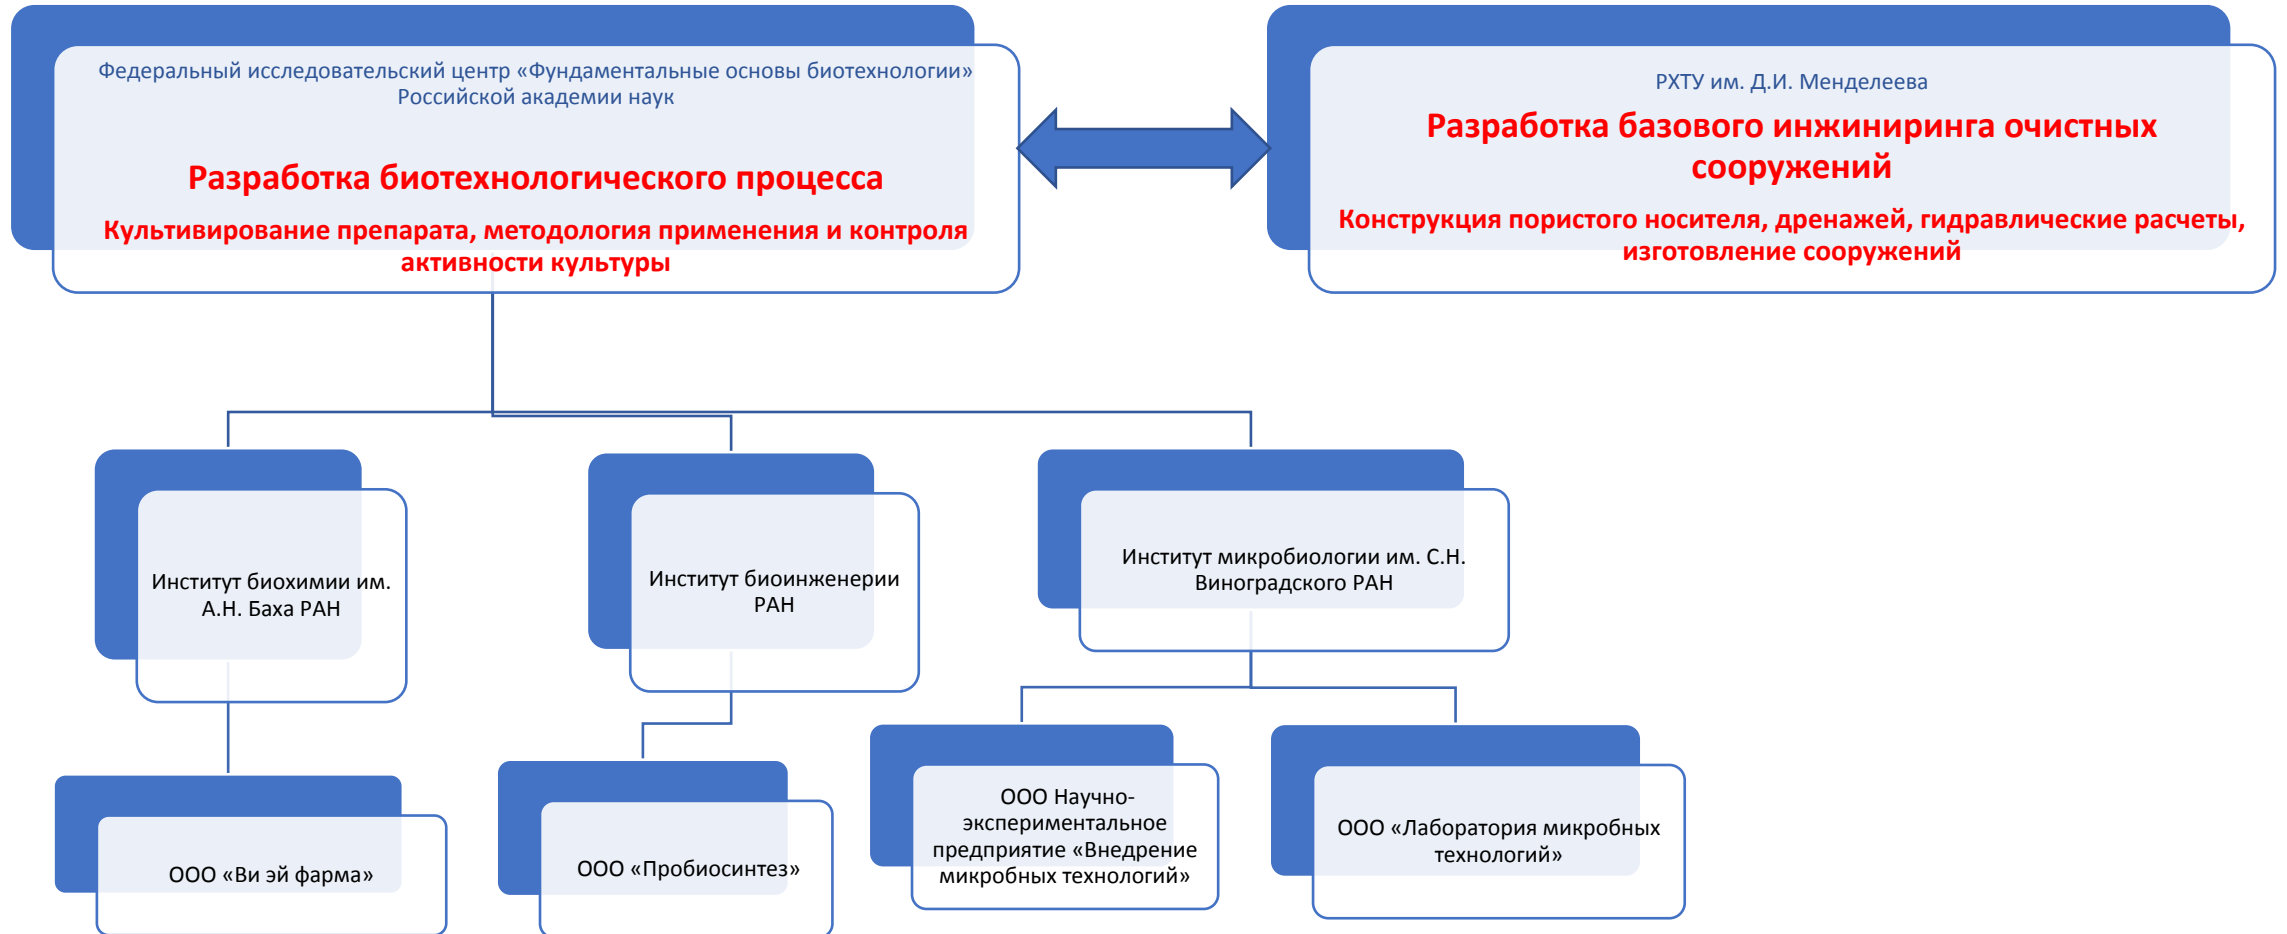 Федеральный исследовательский центр «Фундаментальные основы биотехнологии»
Российской академии наук
Разработка биотехнологического процесса
Культивирование препарата, методология применения и контроля
активности культуры
РХТУ им. Д.И. Менделеева
Разработка базового инжиниринга очистных
сооружений
Конструкция пористого носителя, дренажей, гидравлические расчеты,
изготовление сооружений
Институт биохимии им.
А.Н. Баха РАН
Институт биоинженерии
РАН
Институт микробиологии им. С.Н.
Виноградского РАН
ООО «Ви эй фарма»
ООО «Пробиосинтез»
ООО Научно-
экспериментальное
предприятие «Внедрение
микробных технологий»
ООО «Лаборатория микробных
технологий»